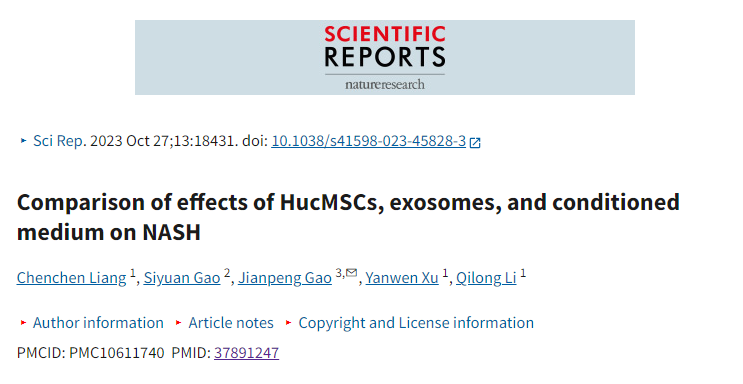 SCIENTIFIC
REPORTS
natureresearch
Sci Rep. 2023 Oct 27;13:18431. doi: 10.1038/s41598-023-45828-3
Comparison of effects of HucMSCs, exosomes, and conditioned
medium on NASH
Chenchen Liang 1, Siyuan Gao 2, Jianpeng Gao 3,✉, Yanwen Xu 1, Qilong Li 1
Author information ▸ Article notes ▸ Copyright and License information
PMCID: PMC10611740 PMID: 37891247